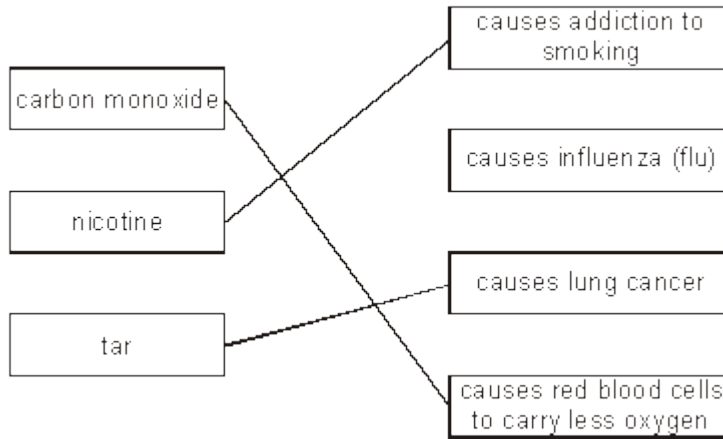 carbon monoxide
nicotine
tar
causes addiction to
smoking
causes influenza (flu)
causes lung cancer
causes red blood cells
to carry less oxygen